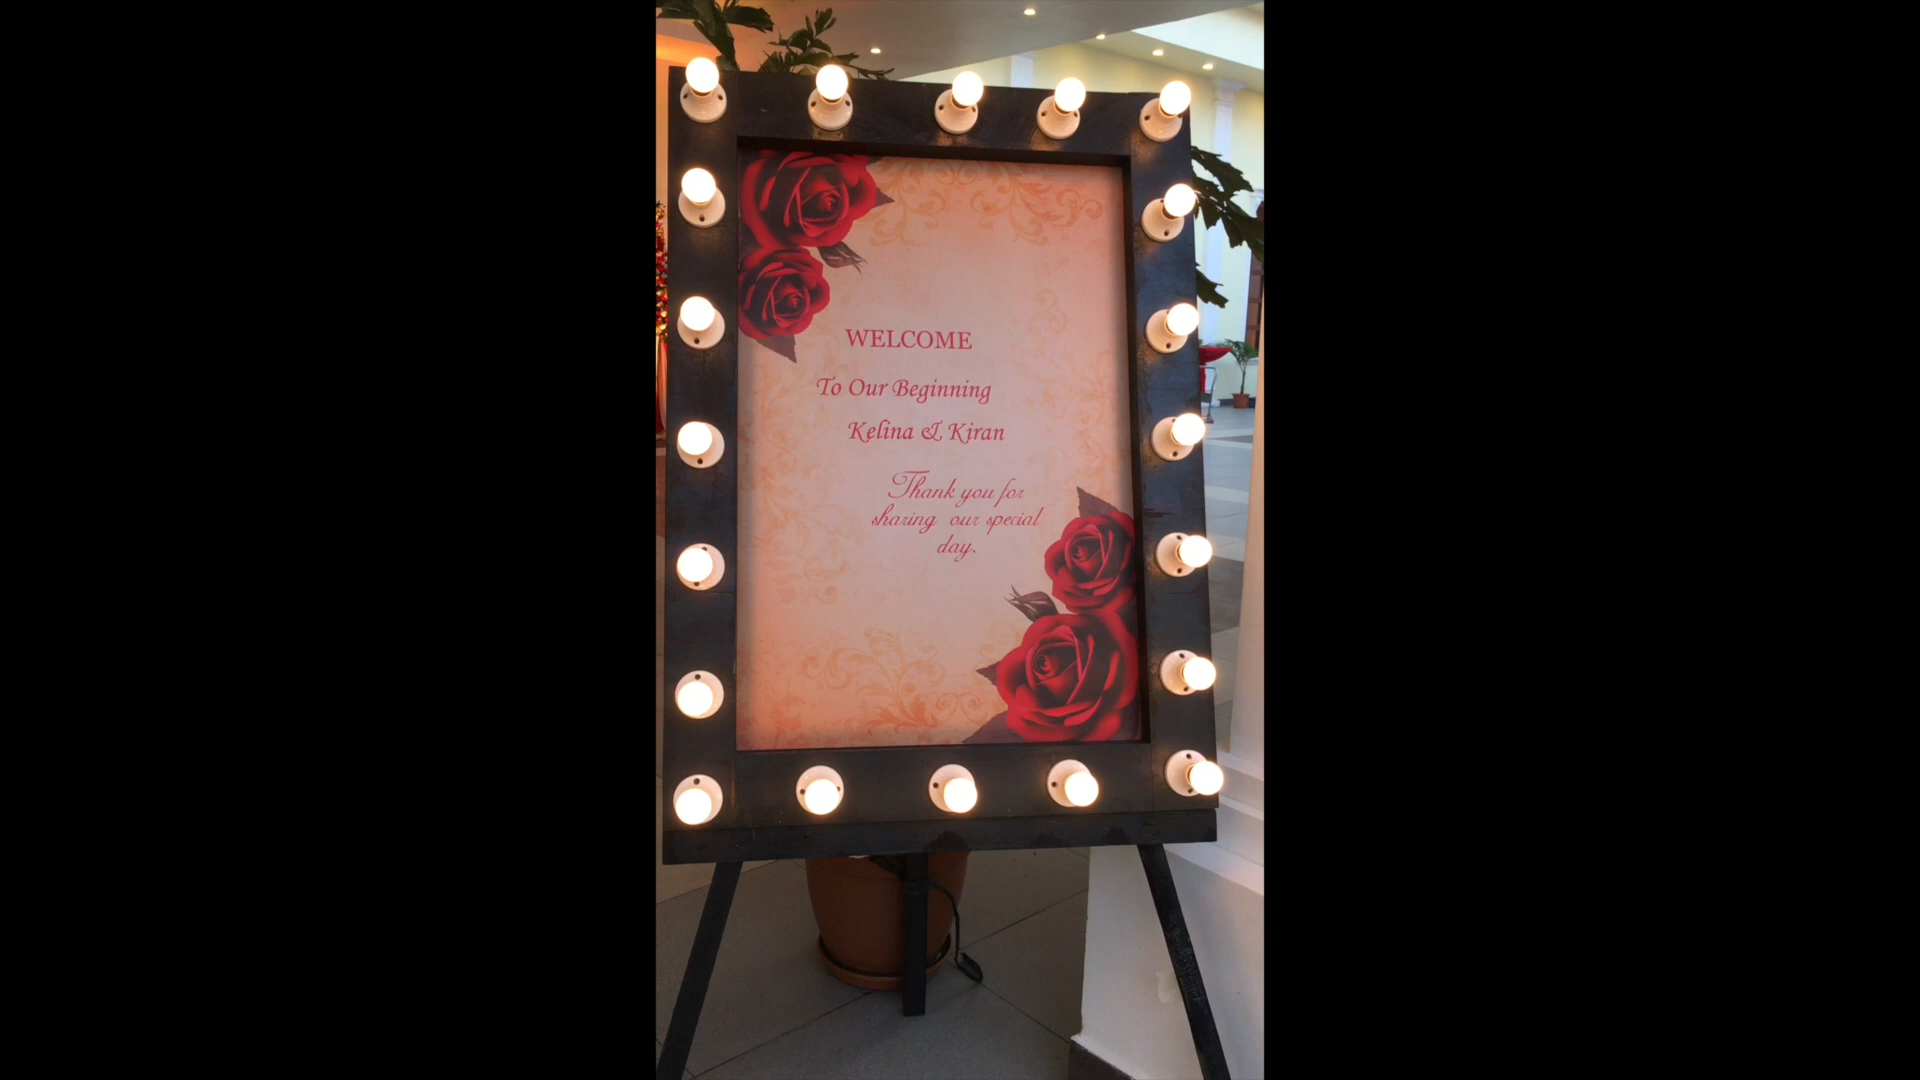 WELCOME
To Our Beginning
Kelina & Kiran
Thank you for
sharing our special
day.